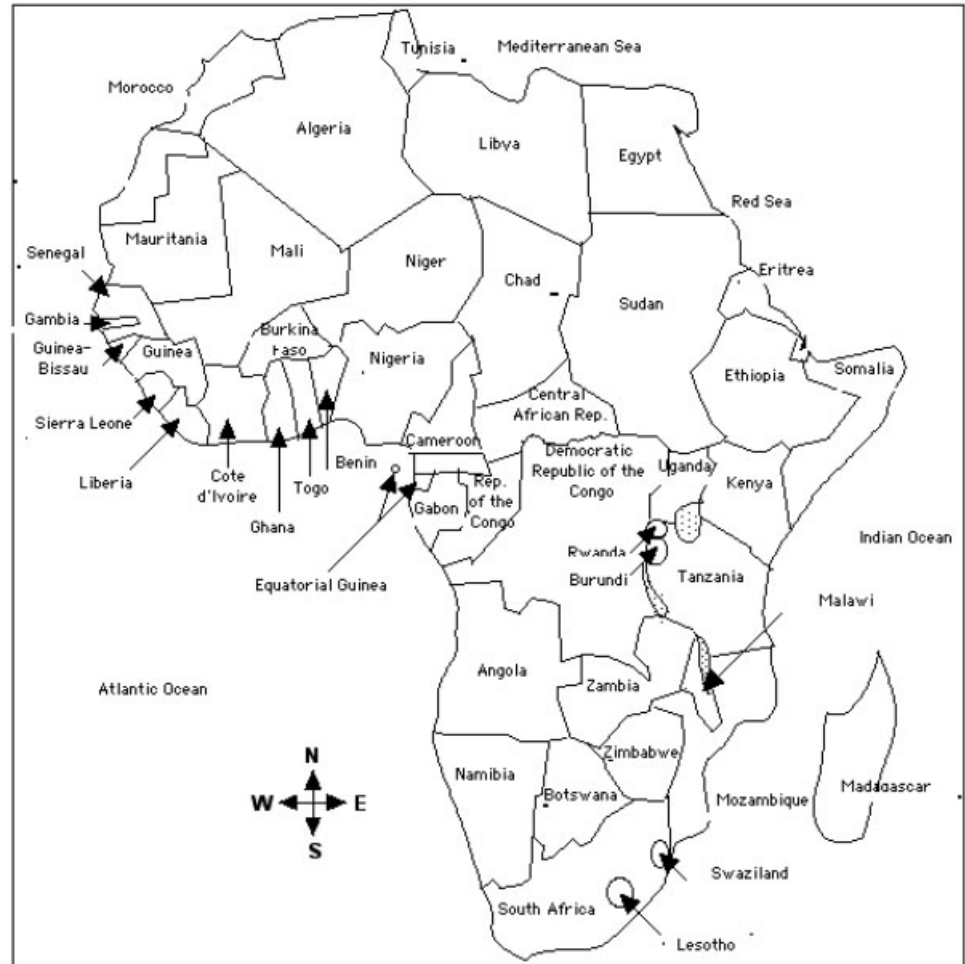 Tunisia
Mediterranean Sea
Morocco
Algeria
Libya
Egypt
Red Sea
Mauritania
Mali
Niger
Chad
Sudan
Eritrea
Senegal
Gambia
Guinea-
Bissau
Guinea
Burkina
Faso
Nigeria
Ethiopia
Somalia
Sierra Leone
Liberia
Cote
d'Ivoire
Ghana
Togo
Benin
Cameroon
Central
African Rep.
Democratic
Republic of the
Congo
Uganda
Kenya
Gabon
Rep.
of the
Congo
Equatorial Guinea
Rwanda
Burundi
Tanzania
Indian Ocean
Malawi
Atlantic Ocean
Angola
Zambia
Zimbabwe
Namibia
Botswana
Mozambique
Madagascar
N
W
E
S
Swaziland
South Africa
Lesotho